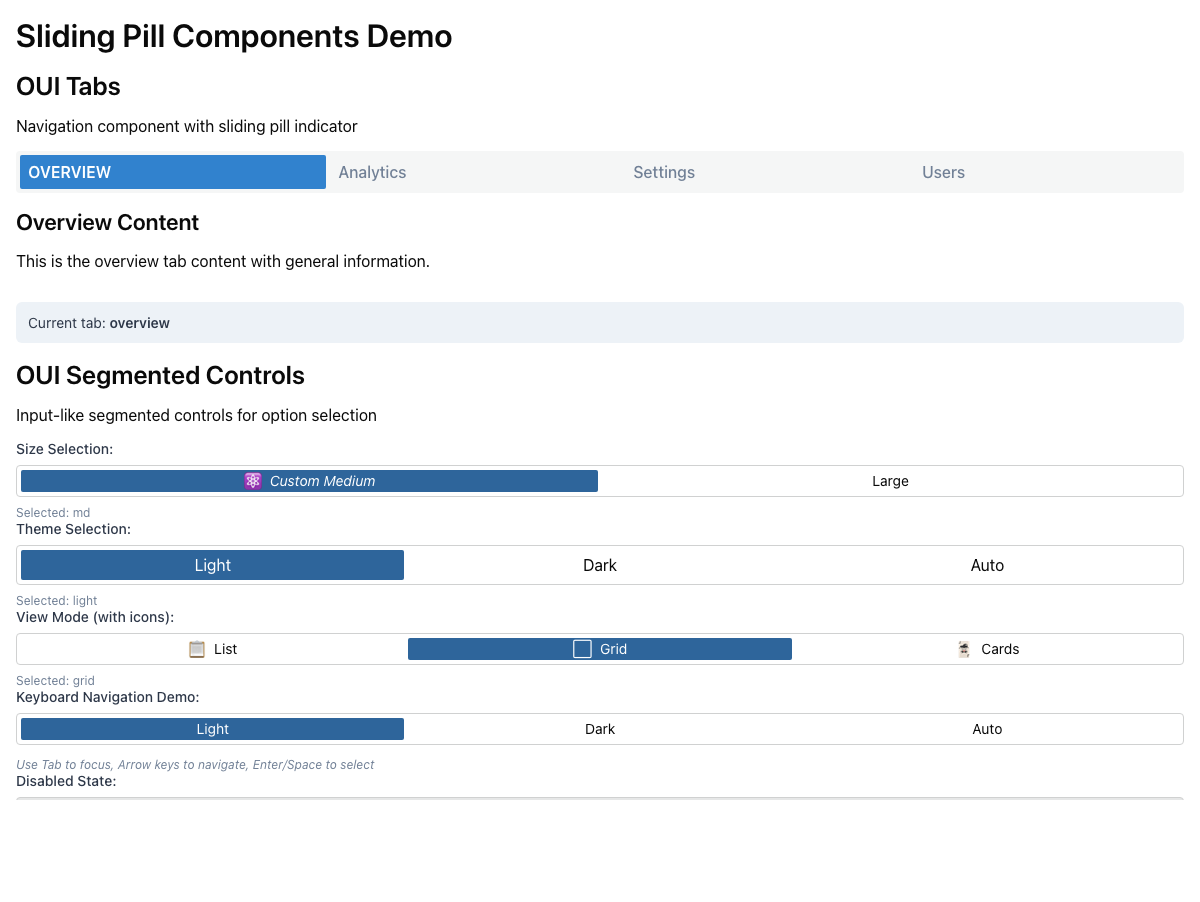 Sliding Pill Components Demo
OUI Tabs
Navigation component with sliding pill indicator
OVERVIEW Analytics Settings Users
Overview Content
This is the overview tab content with general information.
Current tab: overview
OUI Segmented Controls
Input-like segmented controls for option selection
Size Selection:
⚛️ Custom Medium Large
Selected: md
Theme Selection:
Light Dark Auto
Selected: light
View Mode (with icons):
📋 List ⬜ Grid 🃏 Cards
Selected: grid
Keyboard Navigation Demo:
Light Dark Auto
Use Tab to focus, Arrow keys to navigate, Enter/Space to select
Disabled State: